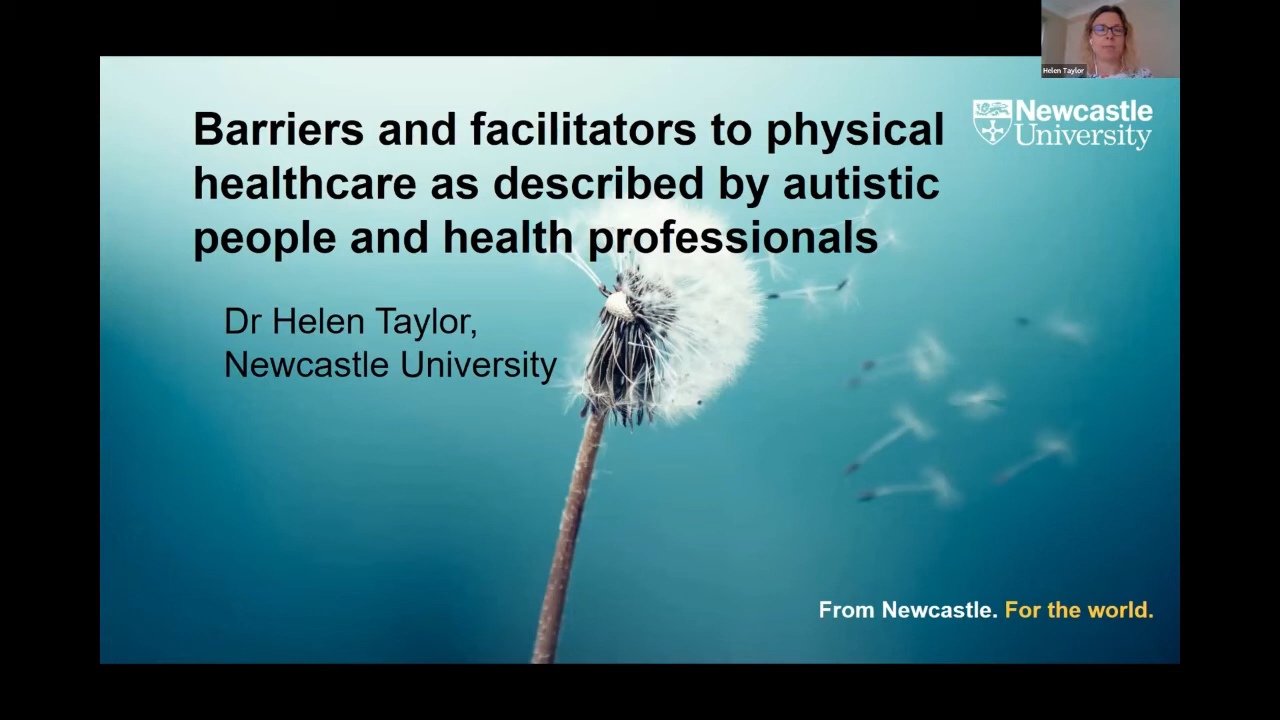 Helen Taylor
Newcastle
University
Barriers and facilitators to physical
healthcare as described by autistic
people and health professionals
Dr Helen Taylor,
Newcastle University
From Newcastle. For the world.